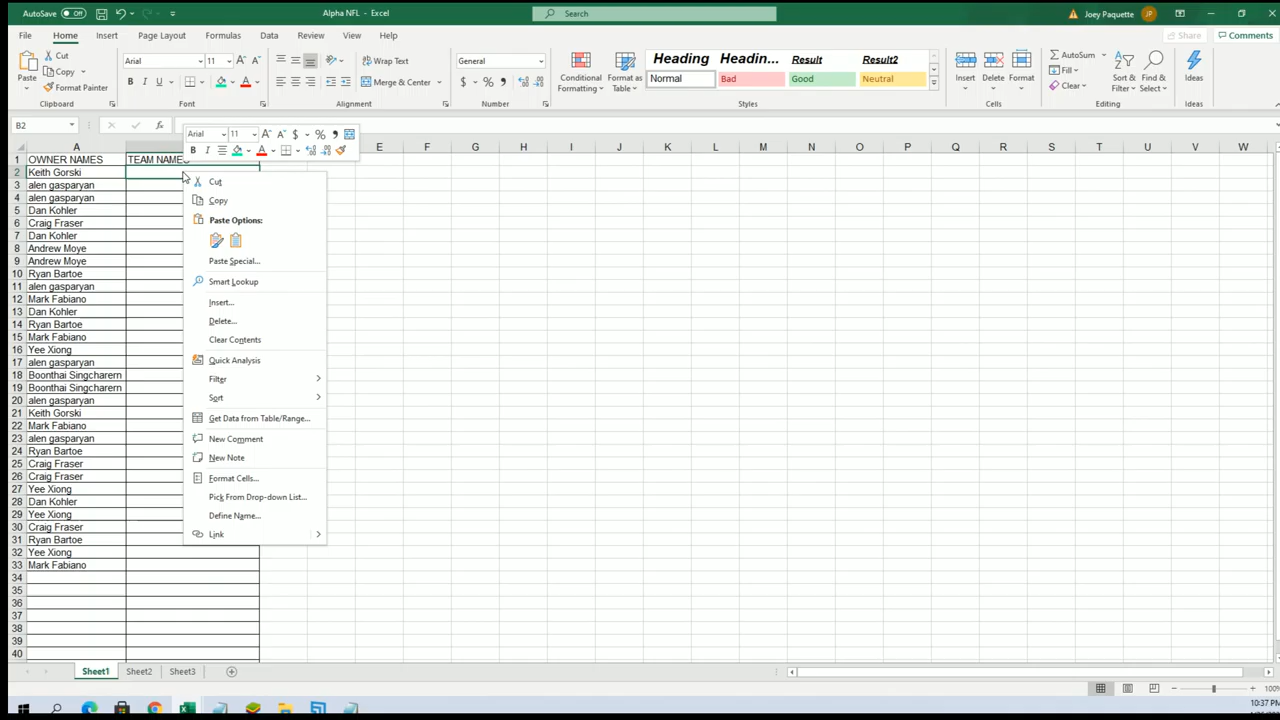 AutoSave Off Alpha NFL - Excel Search Joey Paquette JP
File Home Insert Page Layout Formulas Data Review View Help Share Comments
Paste Cut Copy Format Painter Clipboard
Arial 11 B I U A Font
Wrap Text Merge & Center Alignment
General $ % Number
Conditional Formatting Format as Table
Heading Headin... Result Result2
Normal Bad Good Neutral Styles
Insert Delete Format Cells
AutoSum Fill Clear Sort & Filter Find & Select Editing
Ideas Ideas
B2 fx
Arial 11 $ %
B I A
A E F G H I J K L M N O P Q R S T U V W
1 OWNER NAMES TEAM NAMES
2 Keith Gorski
3 alen gasparyan
4 alen gasparyan
5 Dan Kohler
6 Craig Fraser
7 Dan Kohler
8 Andrew Moye
9 Andrew Moye
10 Ryan Bartoe
11 alen gasparyan
12 Mark Fabiano
13 Dan Kohler
14 Ryan Bartoe
15 Mark Fabiano
16 Yee Xiong
17 alen gasparyan
18 Boonthai Singcharern
19 Boonthai Singcharern
20 alen gasparyan
21 Keith Gorski
22 Mark Fabiano
23 alen gasparyan
24 Ryan Bartoe
25 Craig Fraser
26 Craig Fraser
27 Yee Xiong
28 Dan Kohler
29 Yee Xiong
30 Craig Fraser
31 Ryan Bartoe
32 Yee Xiong
33 Mark Fabiano
34
35
36
37
38
39
40
Cut
Copy
Paste Options:
Paste Special...
Smart Lookup
Insert...
Delete...
Clear Contents
Quick Analysis
Filter
Sort
Get Data from Table/Range...
New Comment
New Note
Format Cells...
Pick From Drop-down List...
Define Name...
Link
Sheet1 Sheet2 Sheet3
100%
10:37 PM